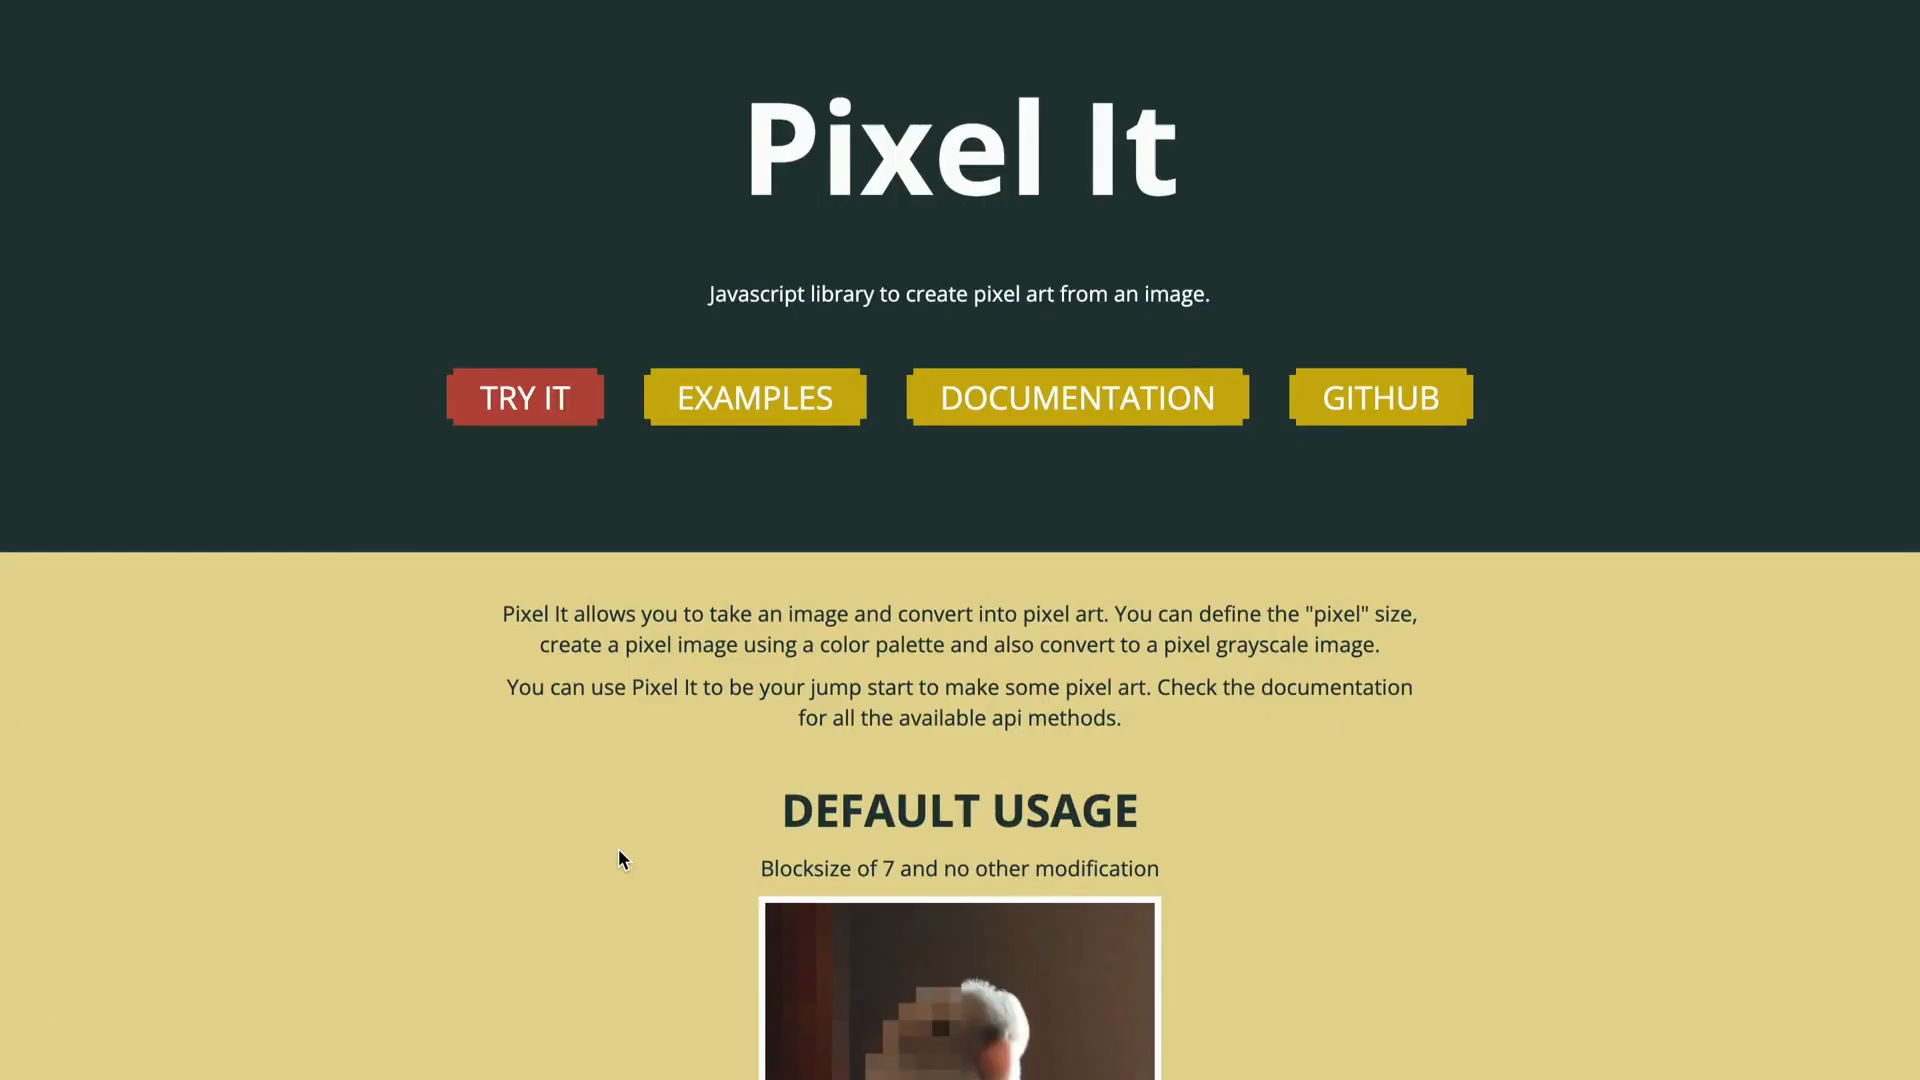 Pixel It
Javascript library to create pixel art from an image.
TRY IT
EXAMPLES
DOCUMENTATION
GITHUB
Pixel It allows you to take an image and convert into pixel art. You can define the "pixel" size,
create a pixel image using a color palette and also convert to a pixel grayscale image.
You can use Pixel It to be your jump start to make some pixel art. Check the documentation
for all the available api methods.
DEFAULT USAGE
Blocksize of 7 and no other modification